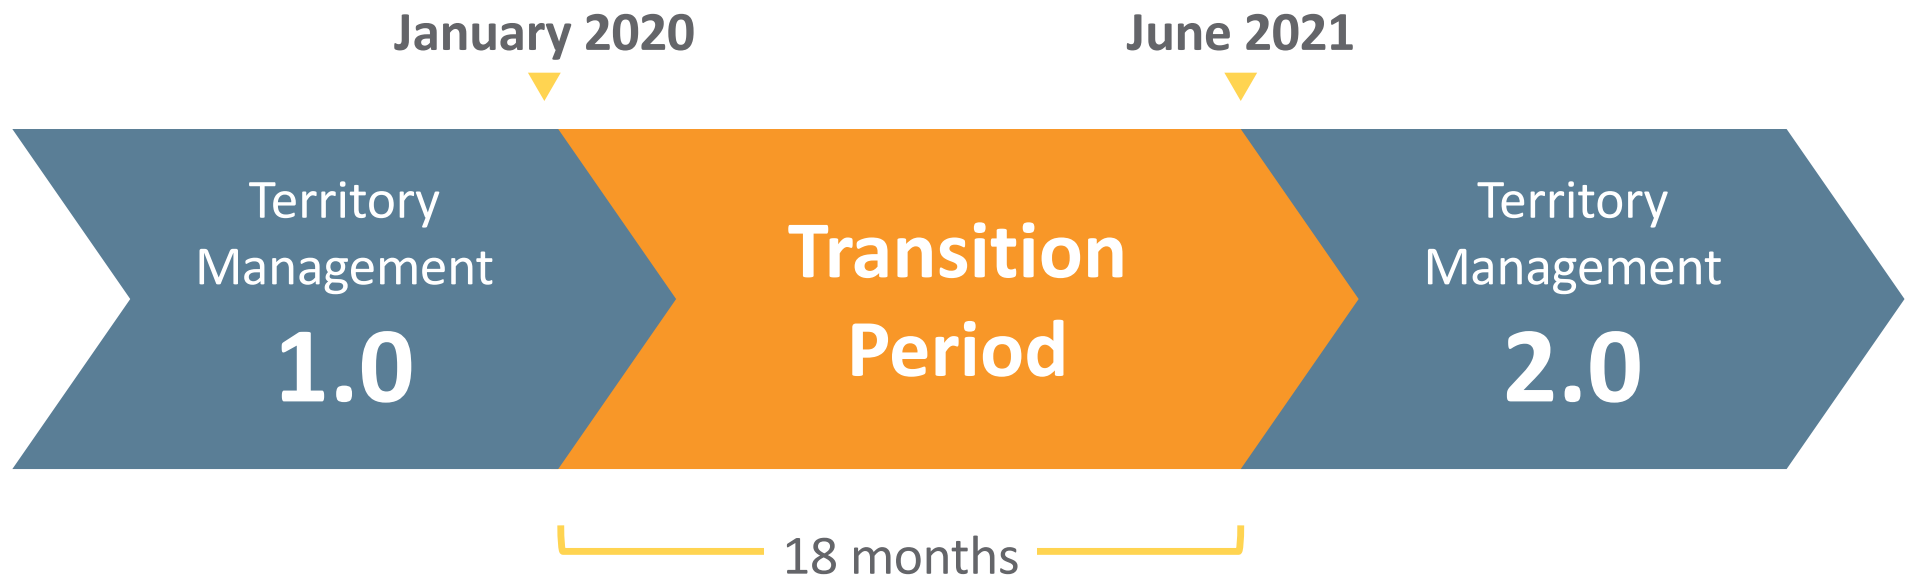 January 2020
June 2021
Territory
Management
1.0
Transition
Period
Territory
Management
2.0
18 months